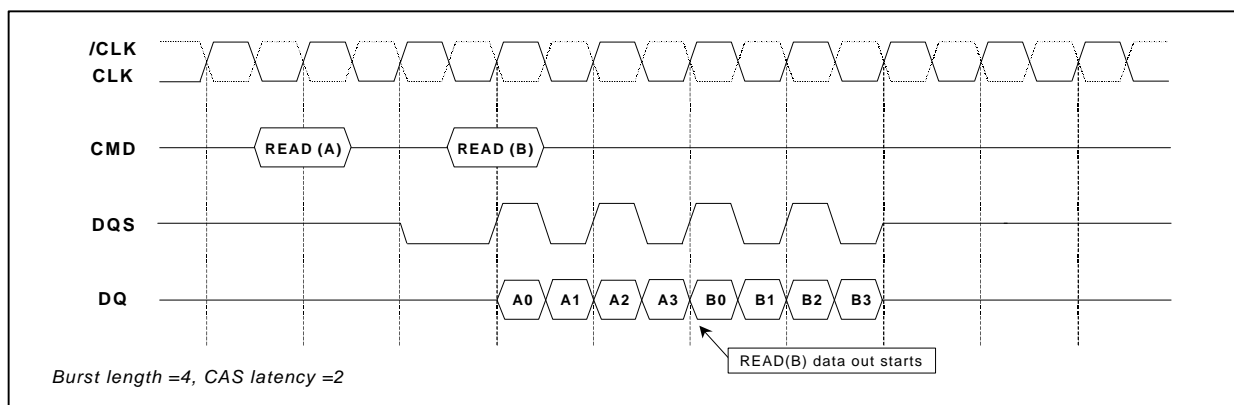 /CLK
CLK
CMD READ (A) READ (B)
DQS
DQ A0 A1 A2 A3 B0 B1 B2 B3
READ(B) data out starts
Burst length =4, CAS latency =2